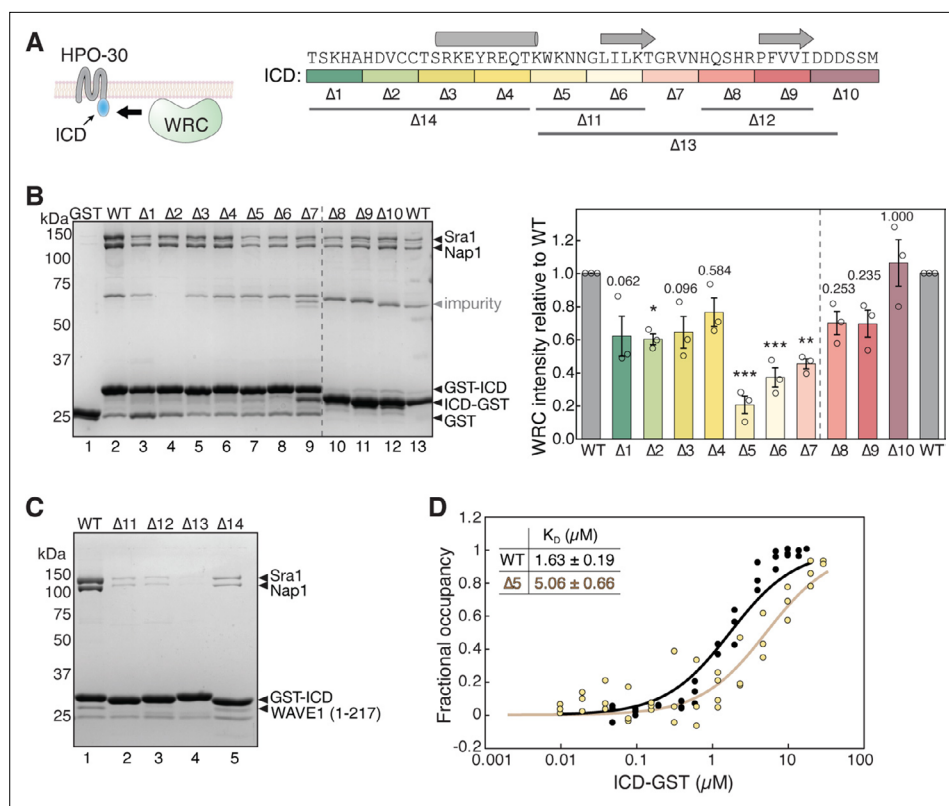 A
HPO-30
ICD
WRC
TSKHAHDVCCTSRKEYREQTKWKNNGLILKTGRVNHQSHRPFVVIDDDSSM
ICD:
Δ1 Δ2 Δ3 Δ4 Δ5 Δ6 Δ7 Δ8 Δ9 Δ10
Δ14 Δ11 Δ12
Δ13
B
kDa GST WT Δ1 Δ2 Δ3 Δ4 Δ5 Δ6 Δ7 Δ8 Δ9 Δ10 WT
150
100
75
50
37
25
Sra1
Nap1
impurity
GST-ICD
ICD-GST
GST
1 2 3 4 5 6 7 8 9 10 11 12 13
WRC intensity relative to WT
1.2
1.0
0.8
0.6
0.4
0.2
0.0
0.062 * 0.096 0.584 *** *** ** 0.253 0.235 1.000
WT Δ1 Δ2 Δ3 Δ4 Δ5 Δ6 Δ7 Δ8 Δ9 Δ10 WT
C
WT Δ11 Δ12 Δ13 Δ14
kDa
150
100
75
50
37
25
Sra1
Nap1
GST-ICD
WAVE1 (1-217)
1 2 3 4 5
D
Fractional occupancy
1.2
1
0.8
0.6
0.4
0.2
0
-0.2
KD (µM)
WT 1.63 ± 0.19
Δ5 5.06 ± 0.66
0.001 0.01 0.1 1 10 100
ICD-GST (µM)